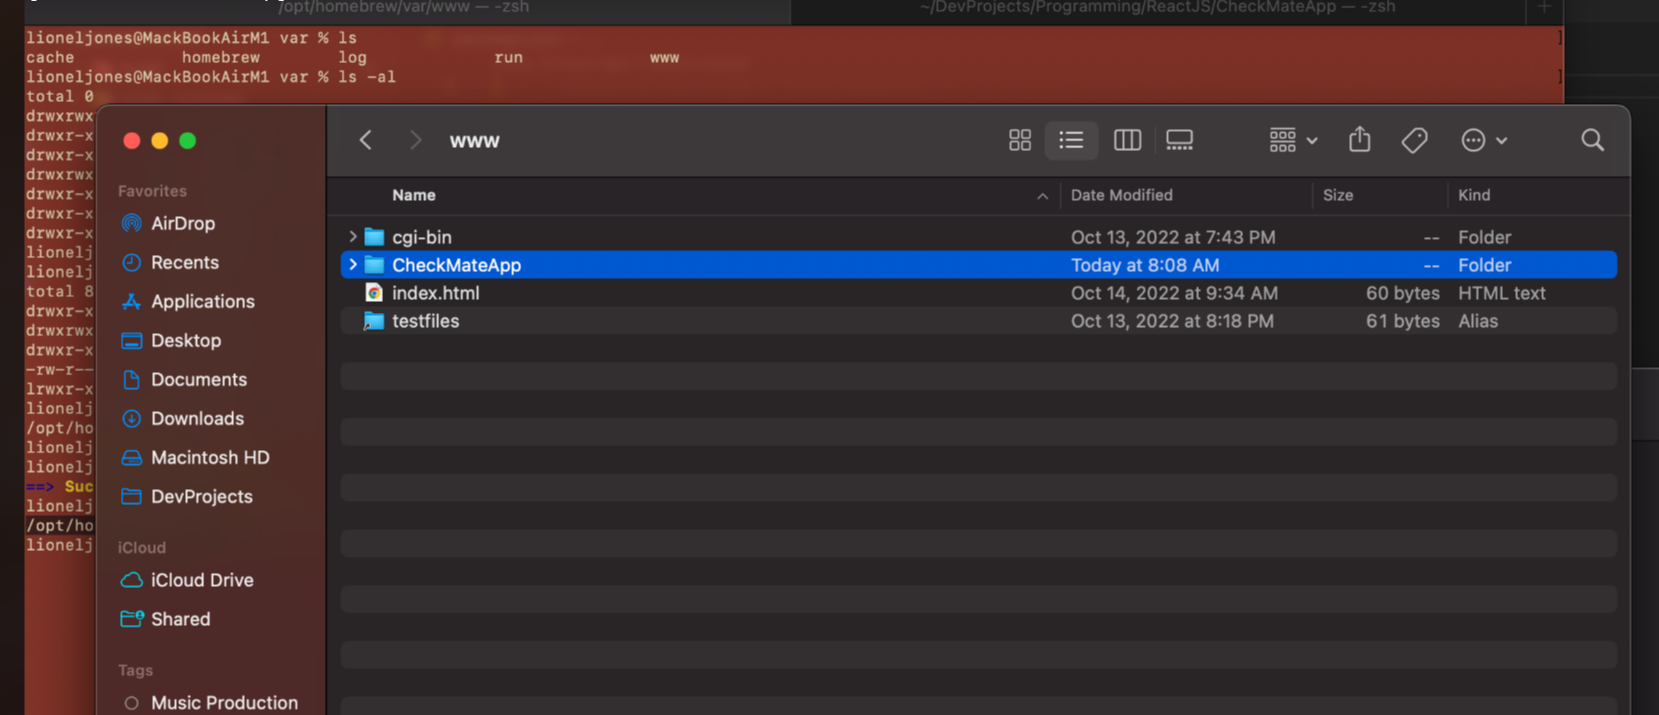 /opt/homebrew/var/www — -zsh
~/DevProjects/Programming/ReactJS/CheckMateApp — -zsh
lioneljones@MackBookAirM1 var % ls
cache homebrew log run www
lioneljones@MackBookAirM1 var % ls -al
total 0
drwxrwx
drwxr-x
drwxr-x
drwxrwx
drwxr-x
drwxr-x
drwxr-x
lionelj
lionelj
total 8
drwxr-x
drwxrwx
drwxr-x
-rw-r--
lrwxr-x
lionelj
/opt/ho
lionelj
lionelj
==> Suc
lionelj
/opt/ho
lionelj
www
Favorites
AirDrop
Recents
Applications
Desktop
Documents
Downloads
Macintosh HD
DevProjects
iCloud
iCloud Drive
Shared
Tags
Music Production
Name Date Modified Size Kind
cgi-bin Oct 13, 2022 at 7:43 PM -- Folder
CheckMateApp Today at 8:08 AM -- Folder
index.html Oct 14, 2022 at 9:34 AM 60 bytes HTML text
testfiles Oct 13, 2022 at 8:18 PM 61 bytes Alias